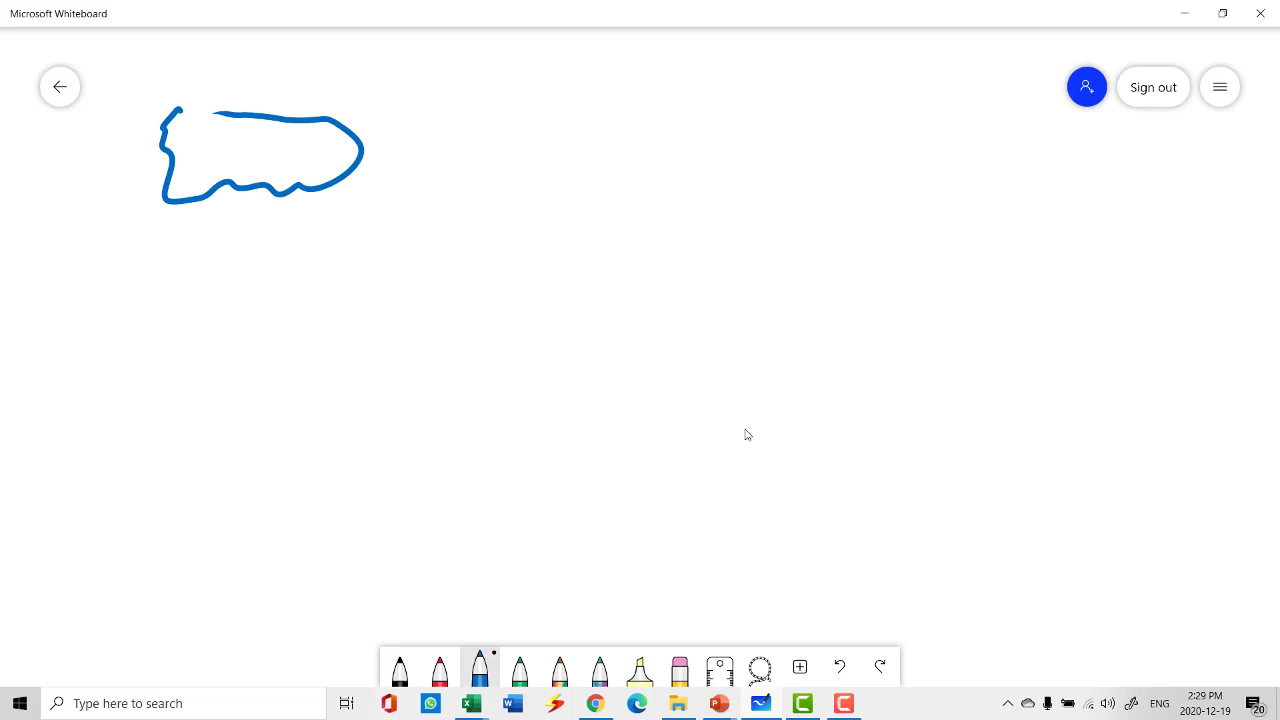 Microsoft Whiteboard
Sign out
Type here to search
ENG
2:29 PM
2020-12-19
20